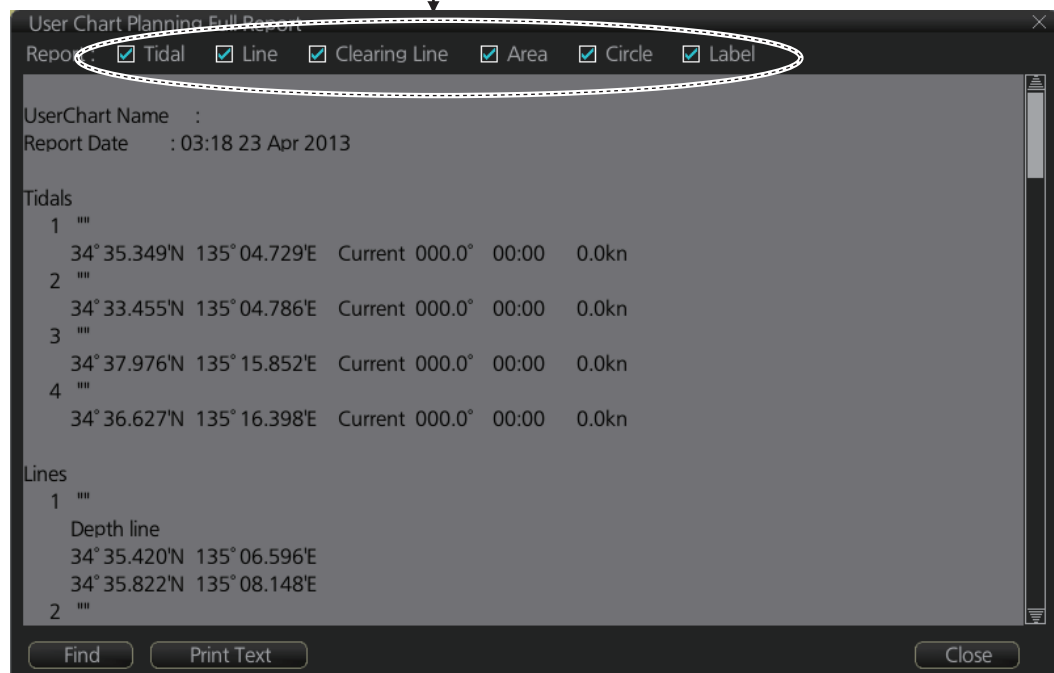 User Chart Planning Full Report
Report : Tidal Line Clearing Line Area Circle Label
UserChart Name :
Report Date : 03:18 23 Apr 2013
Tidals
1 ""
34°35.349'N 135°04.729'E Current 000.0° 00:00 0.0kn
2 ""
34°33.455'N 135°04.786'E Current 000.0° 00:00 0.0kn
3 ""
34°37.976'N 135°15.852'E Current 000.0° 00:00 0.0kn
4 ""
34°36.627'N 135°16.398'E Current 000.0° 00:00 0.0kn
Lines
1 ""
Depth line
34°35.420'N 135°06.596'E
34°35.822'N 135°08.148'E
2 ""
Find Print Text Close